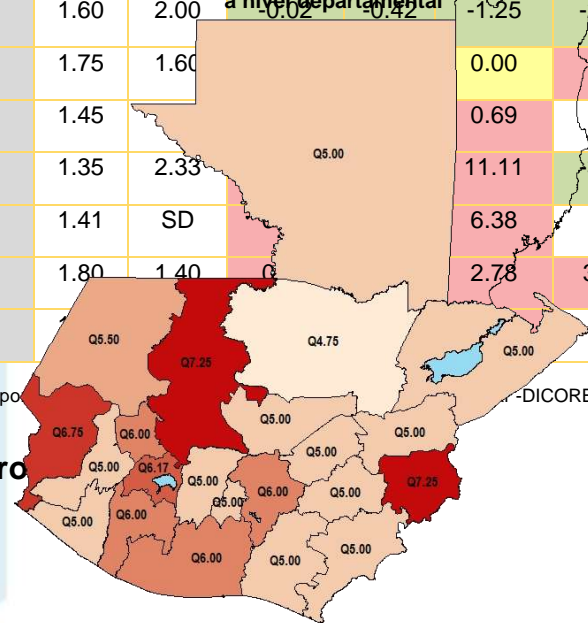 a nivel departamental
1.60 2.00 -0.02 -0.42 -1.25
1.75 1.60 0.00
1.45 0.69
1.35 2.33 11.11
1.41 SD 6.38
1.80 1.40 2.78 3
Q5.00
Q5.50
Q7.25
Q4.75
Q5.00
-DICORE
po
Q6.75
Q6.00
Q5.00
Q5.00
Q5.00
ro
Q5.00
Q6.17
Q5.00
Q6.00
Q5.00
Q7.25
Q5.00
Q6.00
Q5.00
Q6.00
Q5.00
Q5.00